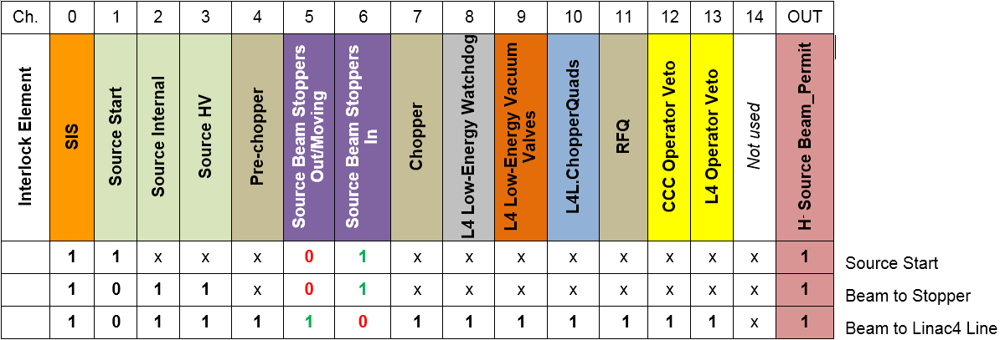 Ch. 0 1 2 3 4 5 6 7 8 9 10 11 12 13 14 OUT
Interlock Element
SIS
Source Start
Source Internal
Source HV
Pre-chopper
Source Beam Stoppers
Out/Moving
Source Beam Stoppers
In
Chopper
L4 Low-Energy Watchdog
L4 Low-Energy Vacuum
Valves
L4L.ChopperQuads
RFQ
CCC Operator Veto
L4 Operator Veto
Not used
H- Source Beam_Permit
1 1 x x x 0 1 x x x x x x x x 1 Source Start
1 0 1 1 x 0 1 x x x x x x x x 1 Beam to Stopper
1 0 1 1 1 1 0 1 1 1 1 1 1 1 x 1 Beam to Linac4 Line